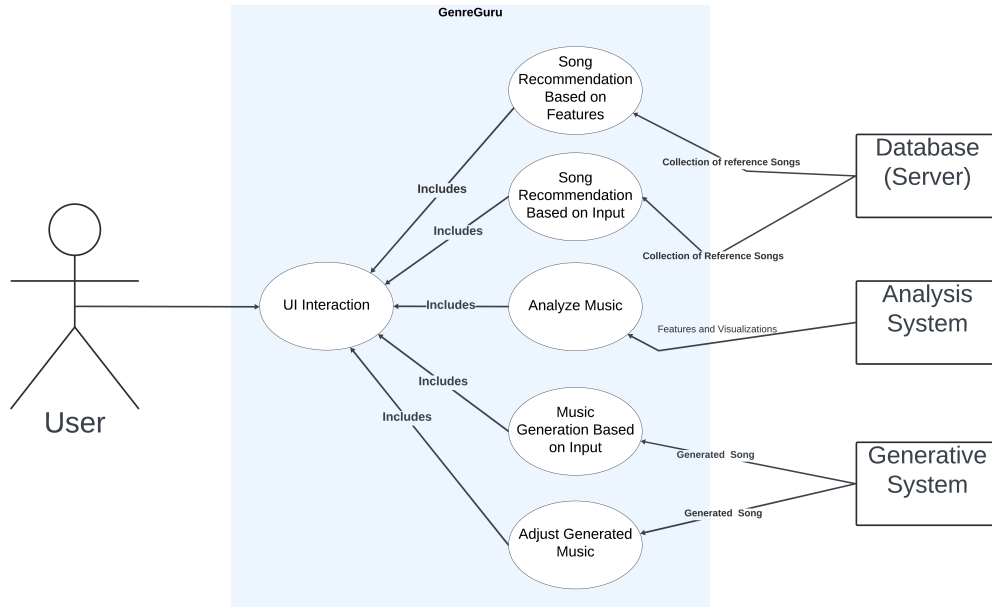 GenreGuru
Song
Recommendation
Based on
Features
Includes
Collection of reference Songs
Database
(Server)
Song
Recommendation
Based on Input
Includes
Collection of Reference Songs
User
UI Interaction
Includes
Analyze Music
Features and Visualizations
Analysis
System
Includes
Music
Generation Based
on Input
Generated  Song
Generative
System
Includes
Adjust Generated
Music
Generated  Song